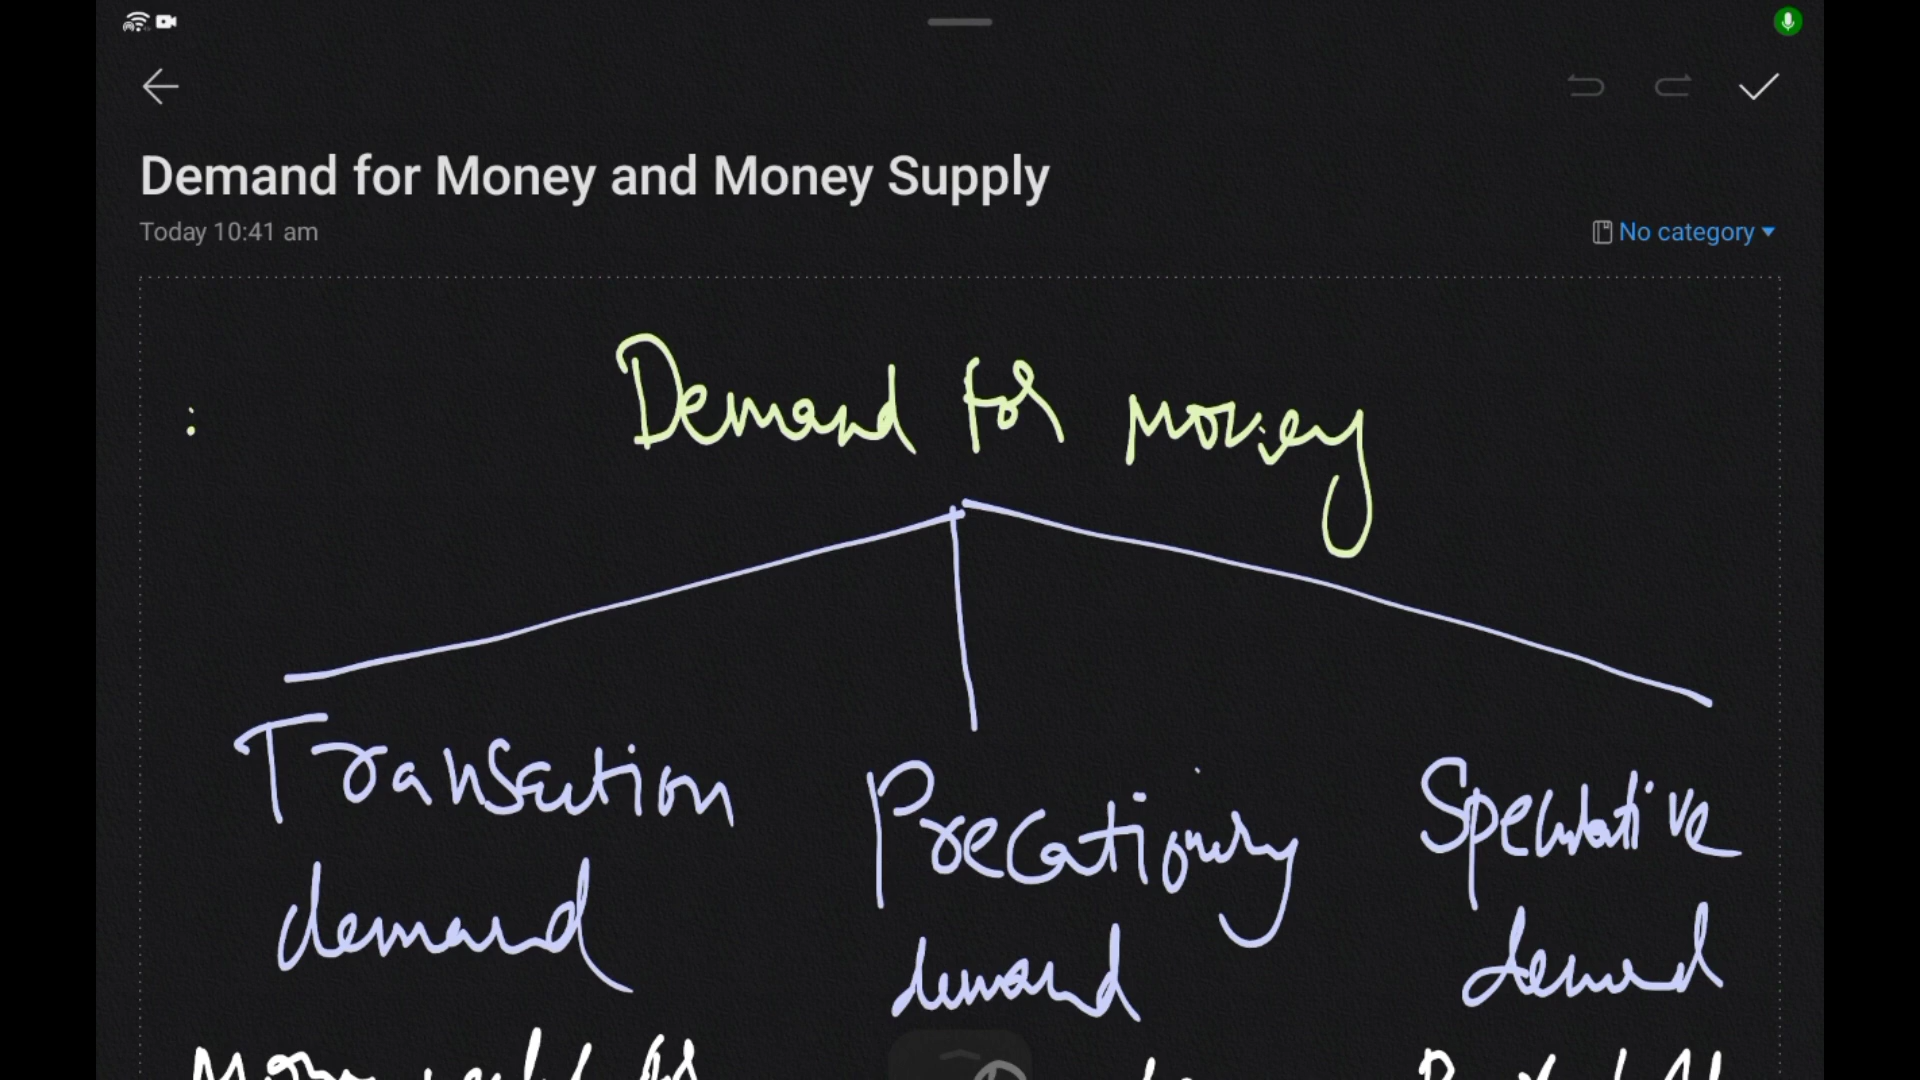 Demand for Money and Money Supply
Today 10:41 am
No category
: Demand for money
Transaction demand
Precationary demand
Speculative demand